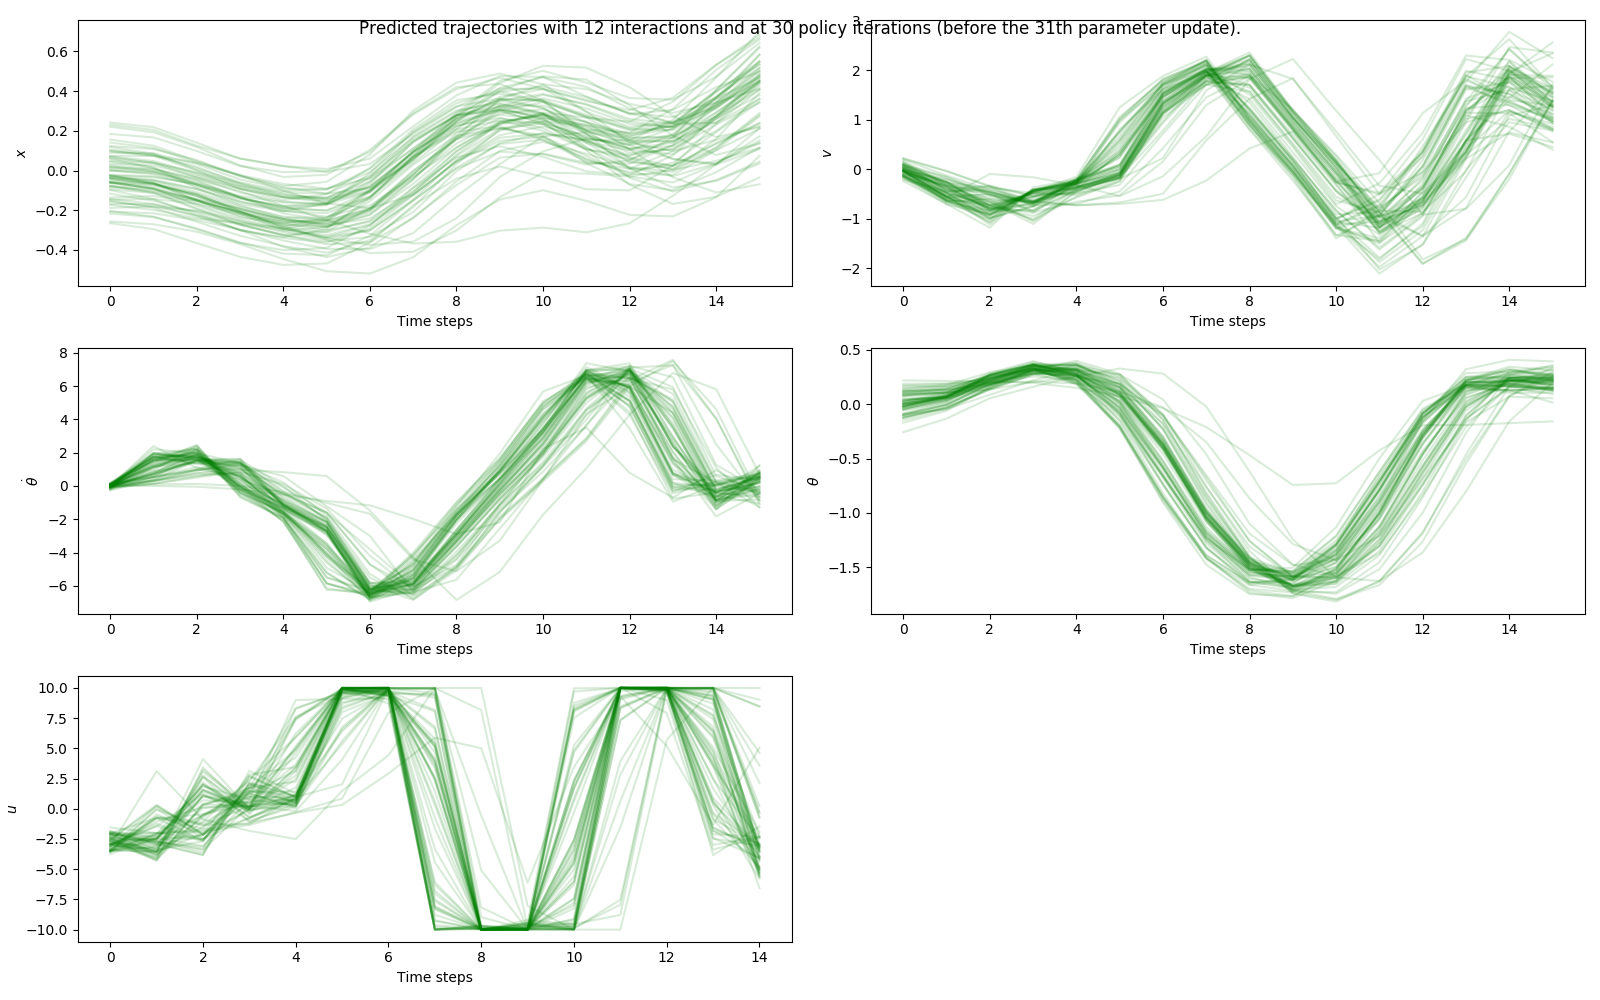 Predicted trajectories with 12 interactions and at 30 policy iterations (before the 31th parameter update).
0.6
0.4
0.2
0.0
−0.2
−0.4
x
0 2 4 6 8 10 12 14
Time steps
3
2
1
0
−1
−2
v
0 2 4 6 8 10 12 14
Time steps
8
6
4
2
0
−2
−4
−6
θ̇
0 2 4 6 8 10 12 14
Time steps
0.5
0.0
−0.5
−1.0
−1.5
θ
0 2 4 6 8 10 12 14
Time steps
10.0
7.5
5.0
2.5
0.0
−2.5
−5.0
−7.5
−10.0
u
0 2 4 6 8 10 12 14
Time steps